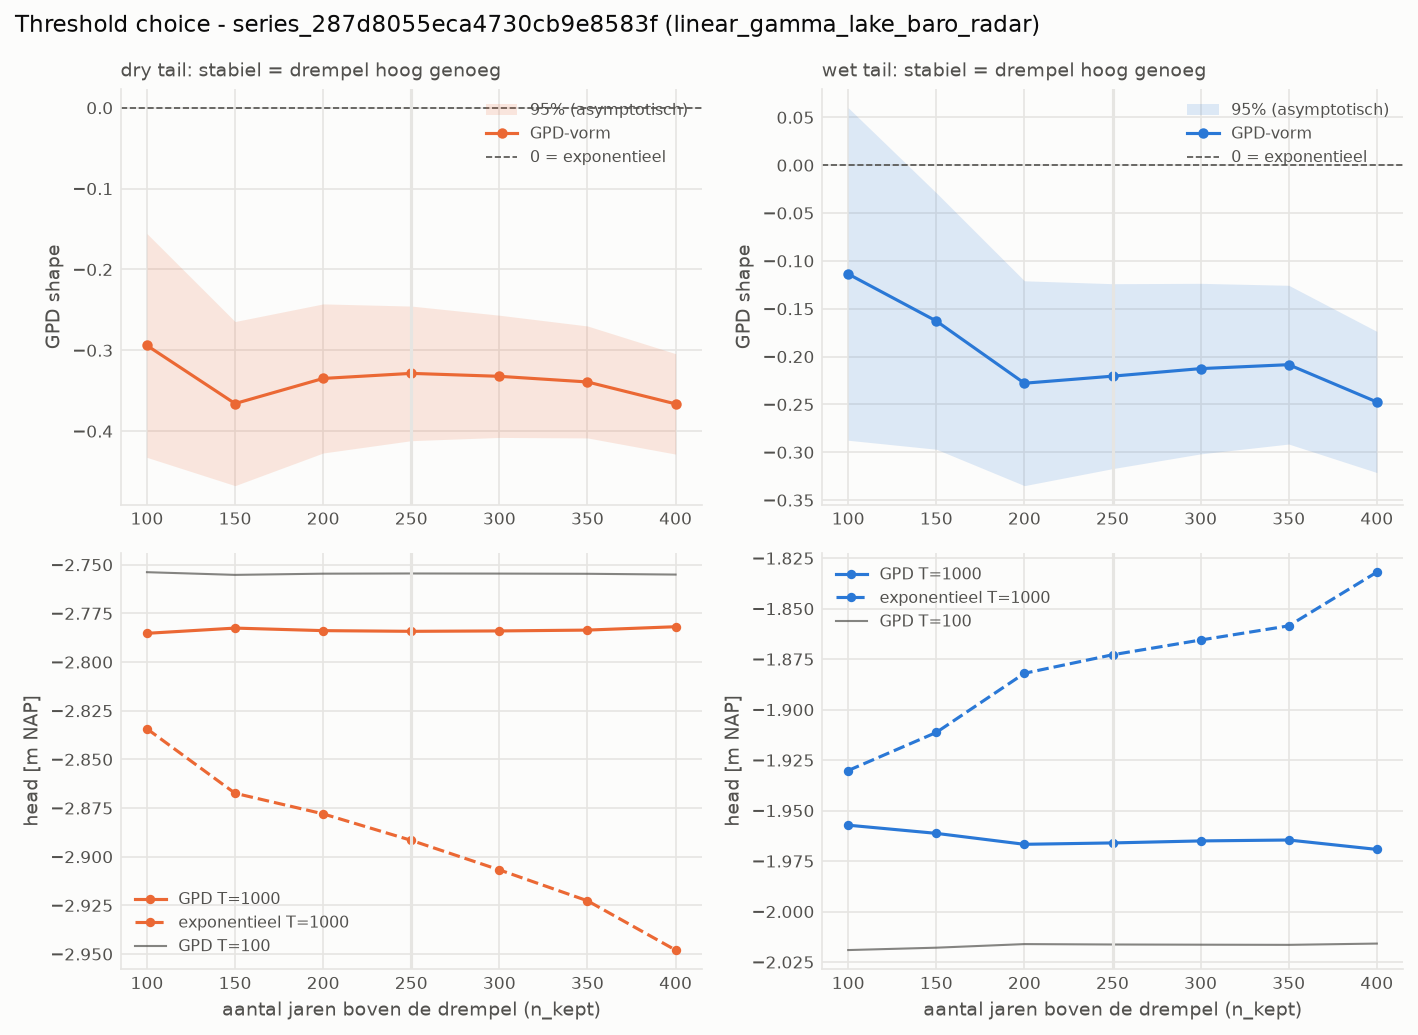 Threshold choice - series_287d8055eca4730cb9e8583f (linear_gamma_lake_baro_radar)
dry tail: stabiel = drempel hoog genoeg
95% (asymptotisch)
GPD-vorm
0 = exponentieel
GPD shape
0.0
−0.1
−0.2
−0.3
−0.4
100 150 200 250 300 350 400
wet tail: stabiel = drempel hoog genoeg
95% (asymptotisch)
GPD-vorm
0 = exponentieel
GPD shape
0.05
0.00
−0.05
−0.10
−0.15
−0.20
−0.25
−0.30
−0.35
100 150 200 250 300 350 400
head [m NAP]
−2.750
−2.775
−2.800
−2.825
−2.850
−2.875
−2.900
−2.925
−2.950
GPD T=1000
exponentieel T=1000
GPD T=100
100 150 200 250 300 350 400
aantal jaren boven de drempel (n_kept)
head [m NAP]
−1.825
−1.850
−1.875
−1.900
−1.925
−1.950
−1.975
−2.000
−2.025
GPD T=1000
exponentieel T=1000
GPD T=100
100 150 200 250 300 350 400
aantal jaren boven de drempel (n_kept)